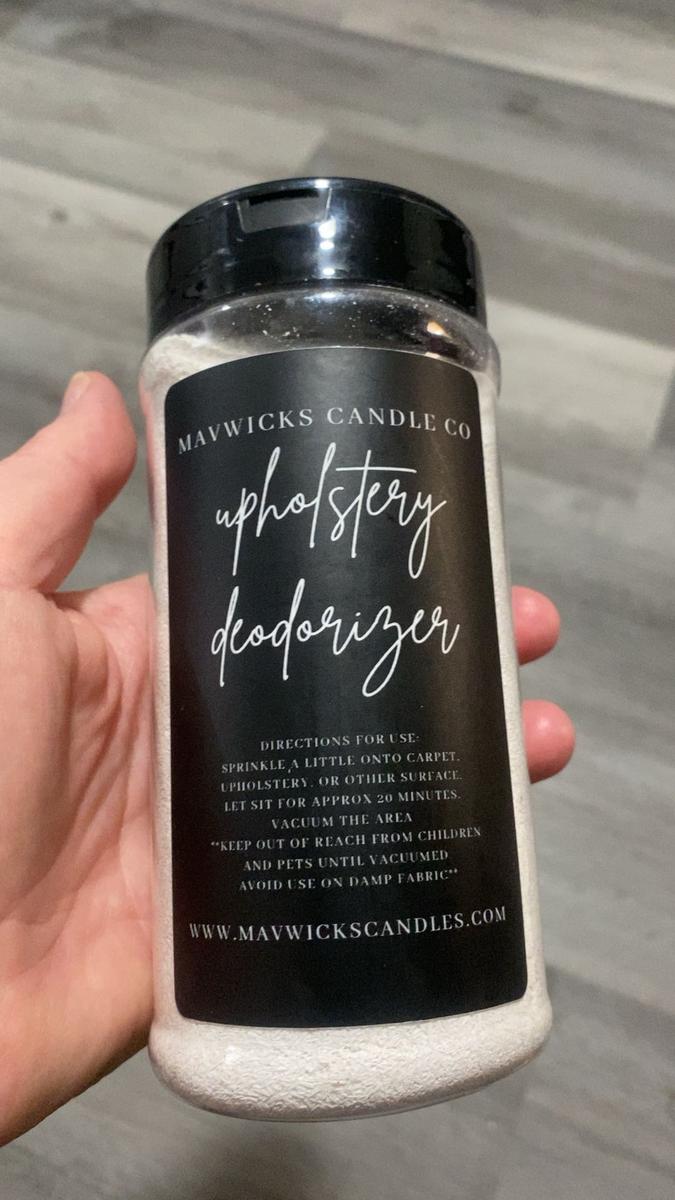 MAVWICKS CANDLE CO
upholstery
deodorizer
DIRECTIONS FOR USE:
SPRINKLE A LITTLE ONTO CARPET,
UPHOLSTERY, OR OTHER SURFACE.
LET SIT FOR APPROX 20 MINUTES.
VACUUM THE AREA
**KEEP OUT OF REACH FROM CHILDREN
AND PETS UNTIL VACUUMED
AVOID USE ON DAMP FABRIC**
WWW.MAVWICKSCANDLES.COM